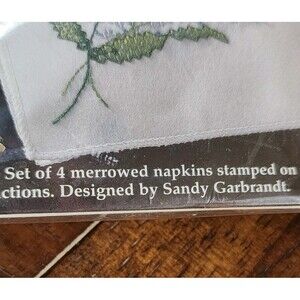 Set of 4 merrowed napkins stamped on
ctions. Designed by Sandy Garbrandt.